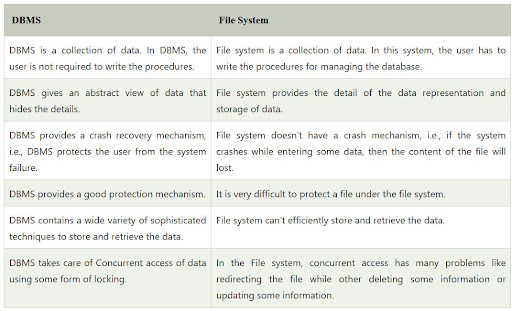 DBMS
File System
DBMS is a collection of data. In DBMS, the
user is not required to write the procedures.
File system is a collection of data. In this system, the user has to
write the procedures for managing the database.
DBMS gives an abstract view of data that
hides the details.
File system provides the detail of the data representation and
storage of data.
DBMS provides a crash recovery mechanism,
i.e., DBMS protects the user from the system
failure.
File system doesn't have a crash mechanism, i.e., if the system
crashes while entering some data, then the content of the file will
lost.
DBMS provides a good protection mechanism.
It is very difficult to protect a file under the file system.
DBMS contains a wide variety of sophisticated
techniques to store and retrieve the data.
File system can't efficiently store and retrieve the data.
DBMS takes care of Concurrent access of data
using some form of locking.
In the File system, concurrent access has many problems like
redirecting the file while other deleting some information or
updating some information.